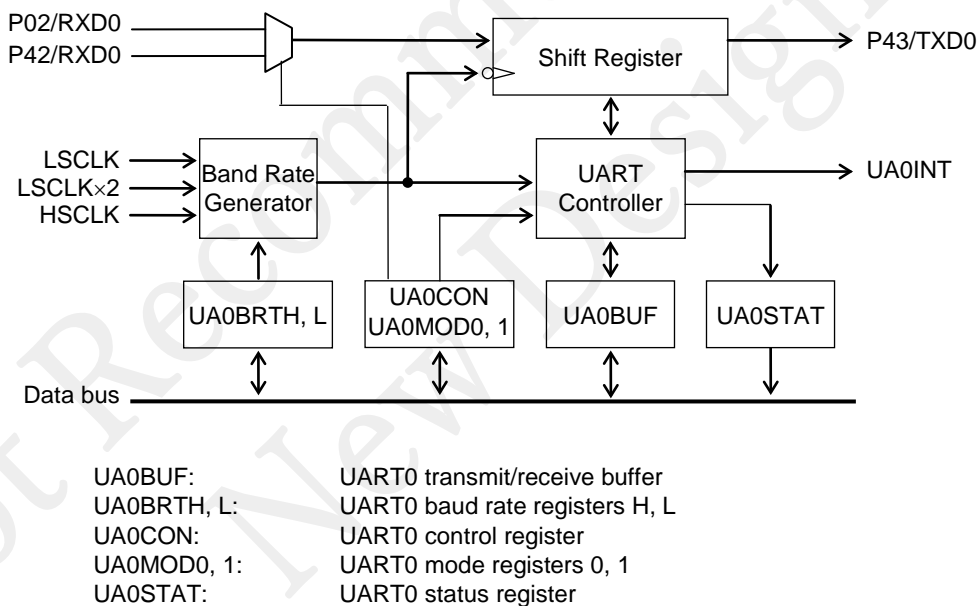 P02/RXD0
P42/RXD0
Shift Register
P43/TXD0
LSCLK
LSCLK×2
HSCLK
Band Rate
Generator
UART
Controller
UA0INT
UA0BRTH, L
UA0CON
UA0MOD0, 1
UA0BUF
UA0STAT
Data bus
UA0BUF: UART0 transmit/receive buffer
UA0BRTH, L: UART0 baud rate registers H, L
UA0CON: UART0 control register
UA0MOD0, 1: UART0 mode registers 0, 1
UA0STAT: UART0 status register
New Design